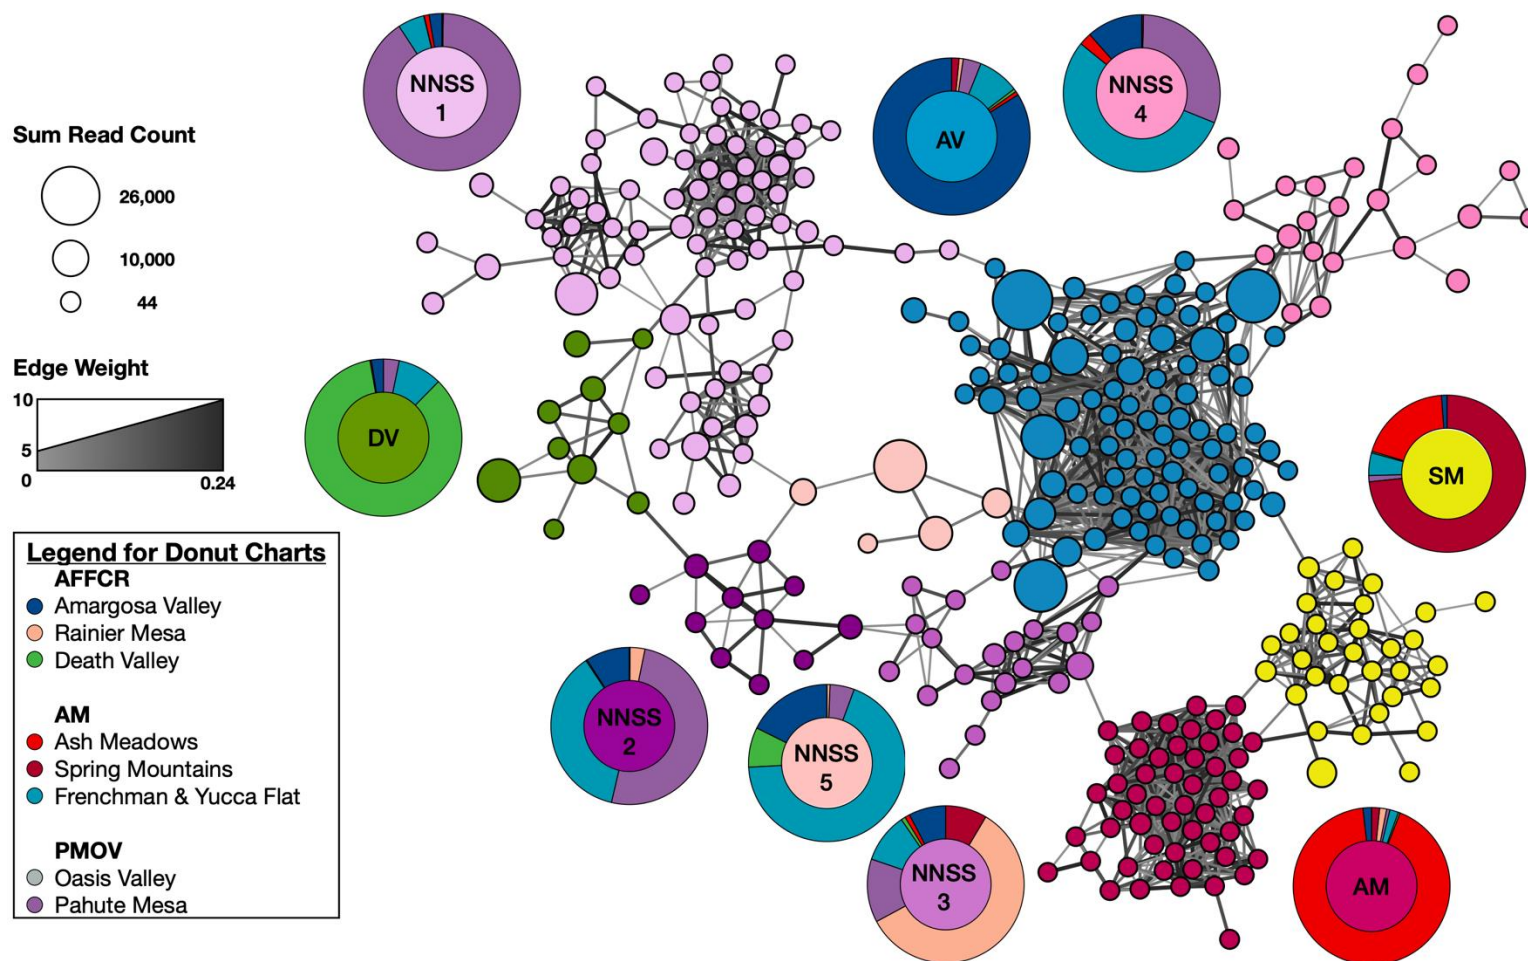 NNSS
1
AV
NNSS
4
Sum Read Count
26,000
10,000
44
Edge Weight
10
5
0
0.24
DV
SM
Legend for Donut Charts
AFFCR
Amargosa Valley
Rainier Mesa
Death Valley
AM
Ash Meadows
Spring Mountains
Frenchman & Yucca Flat
PMOV
Oasis Valley
Pahute Mesa
NNSS
2
NNSS
5
NNSS
3
AM